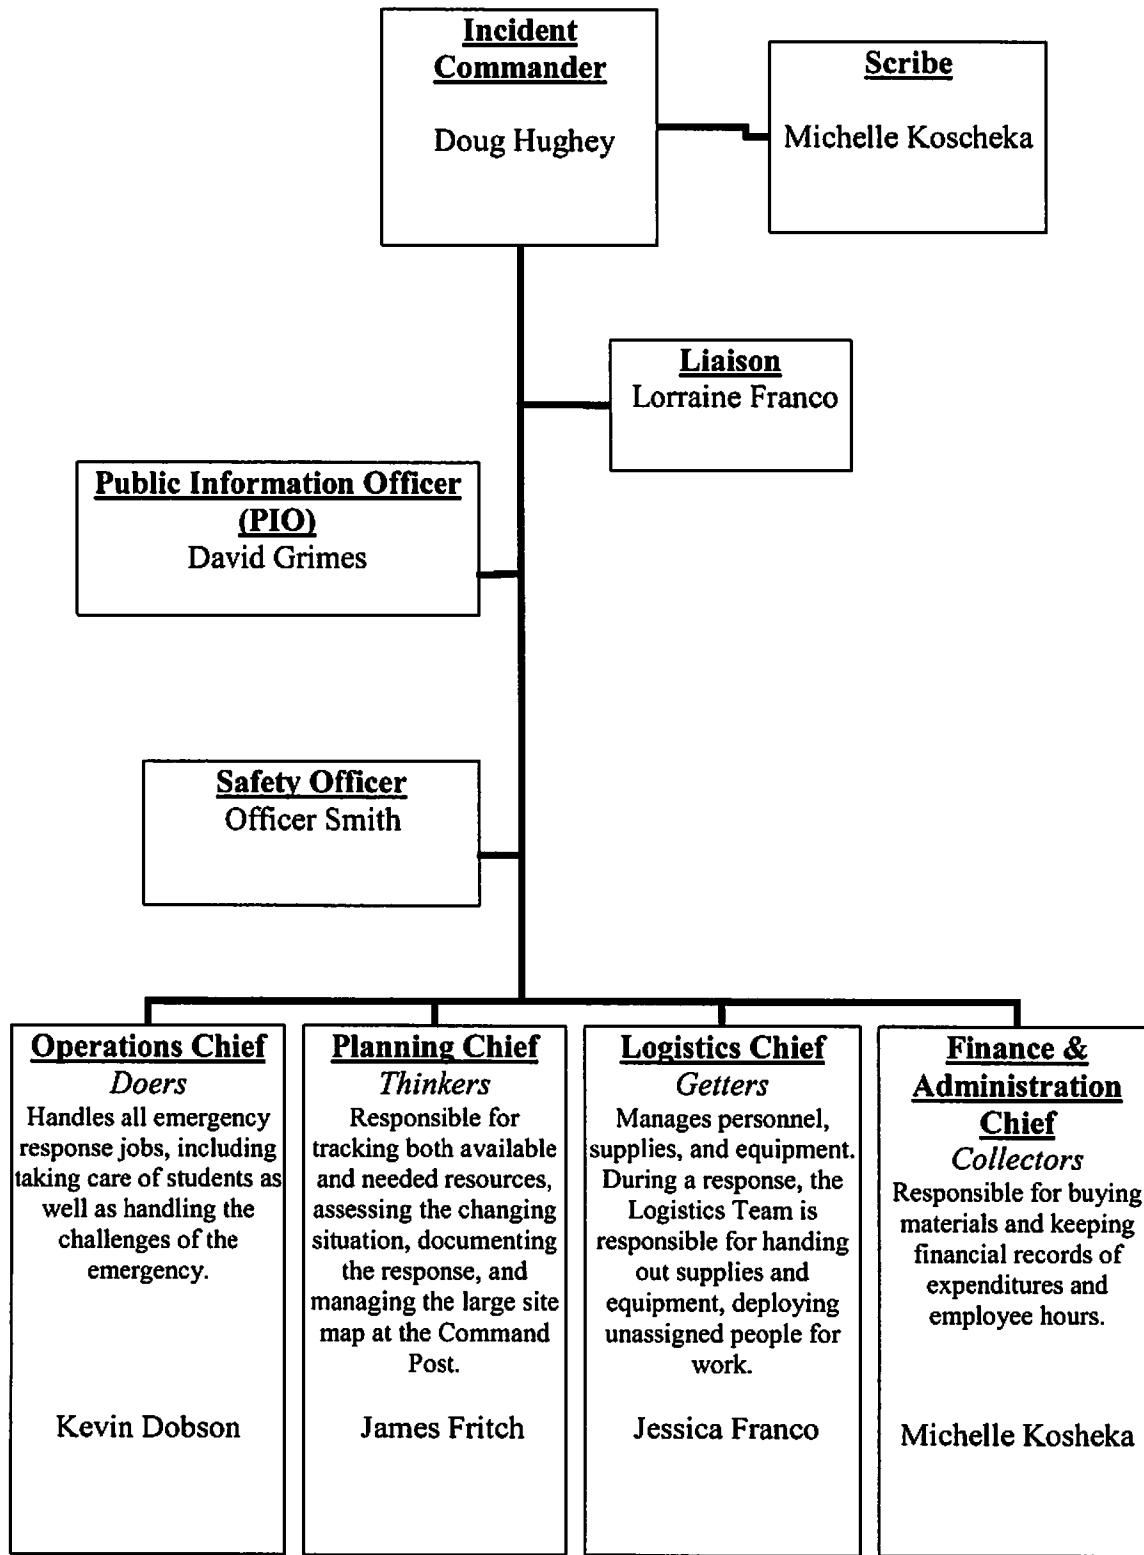 Incident
Commander
Doug Hughey
Scribe
Michelle Koscheka
Liaison
Lorraine Franco
Public Information Officer
(PIO)
David Grimes
Safety Officer
Officer Smith
Operations Chief
Doers
Handles all emergency
response jobs, including
taking care of students as
well as handling the
challenges of the
emergency.
Kevin Dobson
Planning Chief
Thinkers
Responsible for
tracking both available
and needed resources,
assessing the changing
situation, documenting
the response, and
managing the large site
map at the Command
Post.
James Fritch
Logistics Chief
Getters
Manages personnel,
supplies, and equipment.
During a response, the
Logistics Team is
responsible for handing
out supplies and
equipment, deploying
unassigned people for
work.
Jessica Franco
Finance &
Administration
Chief
Collectors
Responsible for buying
materials and keeping
financial records of
expenditures and
employee hours.
Michelle Kosheka